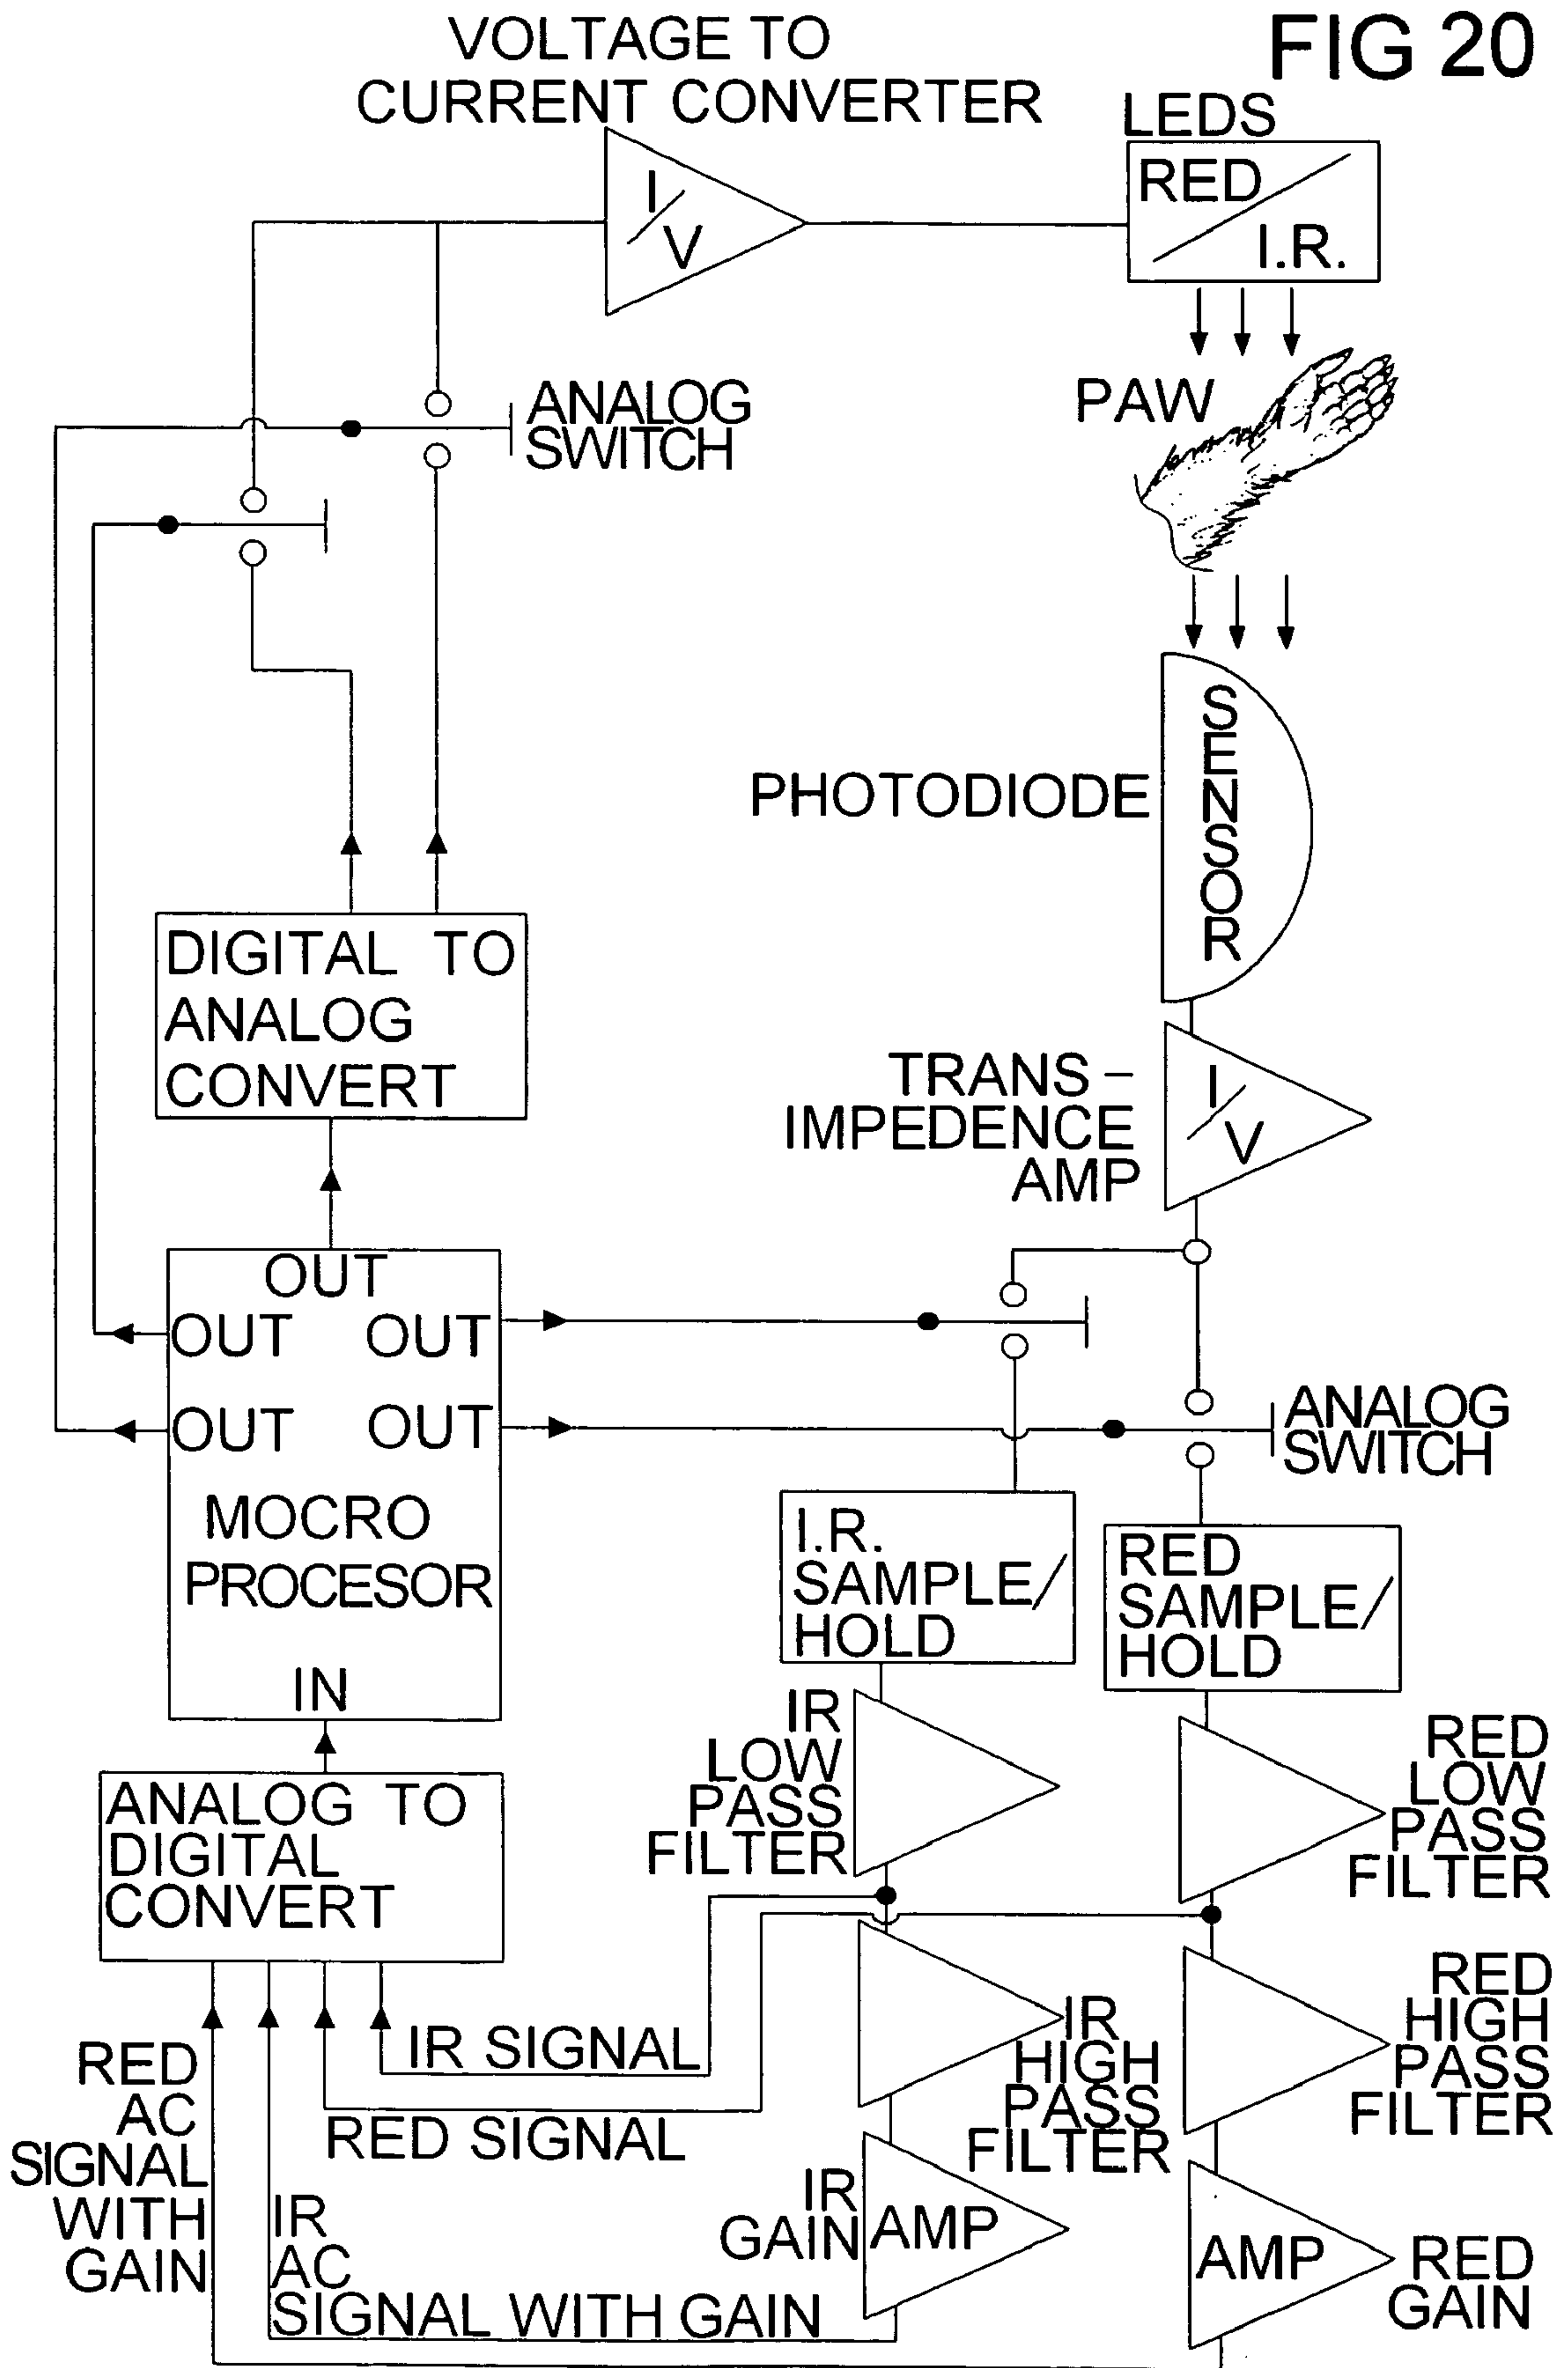 FIG 20
VOLTAGE TO
CURRENT CONVERTER
LEDS
RED
I.R.
I
/
V
PAW
ANALOG
SWITCH
SENSOR
PHOTODIODE
DIGITAL TO
ANALOG
CONVERT
TRANS –
IMPEDENCE
AMP
I
/
V
OUT
OUT OUT
OUT OUT
MOCRO
PROCESOR
IN
ANALOG
SWITCH
I.R.
SAMPLE/
HOLD
RED
SAMPLE/
HOLD
IR
LOW
PASS
FILTER
RED
LOW
PASS
FILTER
ANALOG TO
DIGITAL
CONVERT
IR
HIGH
PASS
FILTER
RED
HIGH
PASS
FILTER
IR SIGNAL
RED SIGNAL
RED
AC
SIGNAL
WITH
GAIN
IR
AC
SIGNAL WITH GAIN
IR
GAIN
AMP
AMP
RED
GAIN